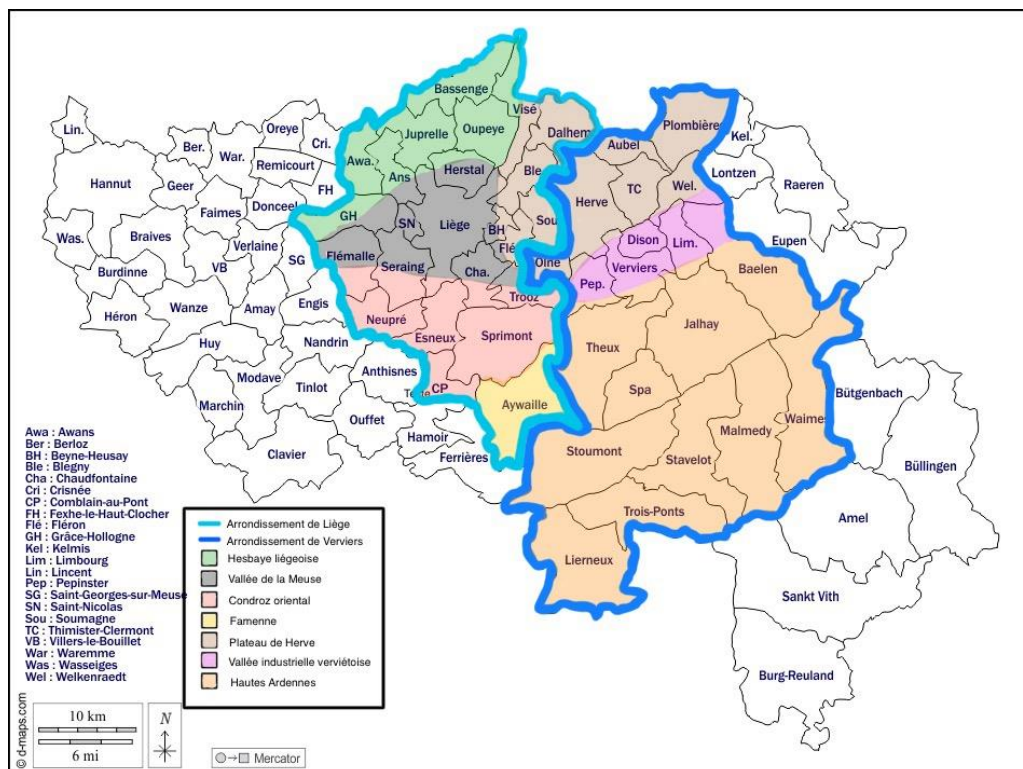 Bassenge
Visé
Lin.
Oreye
Ber.
War.
Cri.
Juprelle
Oupeye
Dalhem
Plombière
Kel.
Aubel
Remicourt
Awa.
Ans
Herstal
Ble
Hannut
Geer
FH
TC
Wel.
Lontzen
Raeren
Donceel
Faimes
GH
SN
Liège
BH
Sou
Herve
Was.
Braives
Verlaine
Flé
Dison
Lim.
Eupen
Burdinne
VB
SG
Flémalle
Seraing
Cha.
Olne
Verviers
Baelen
Pep.
Héron
Wanze
Amay
Engis
Trooz
Neupré
Esneux
Sprimont
Jalhay
Huy
Nandrin
Theux
Modave
Anthisnes
Tinlot
CP
Spa
Bütgenbach
Marchin
Aywaille
Waimes
Ouffet
Malmedy
Hamoir
Stoumont
Clavier
Ferrières
Stavelot
Büllingen
Trois-Ponts
Amel
Lierneux
Sankt Vith
Burg-Reuland
Awa : Awans
Ber : Berloz
BH : Beyne-Heusay
Ble : Blegny
Cha : Chaudfontaine
Cri : Crisnée
CP : Comblain-au-Pont
FH : Fexhe-le-Haut-Clocher
Flé : Fléron
GH : Grâce-Hollogne
Kel : Kelmis
Lim : Limbourg
Lin : Lincent
Pep : Pepinster
SG : Saint-Georges-sur-Meuse
SN : Saint-Nicolas
Sou : Soumagne
TC : Thimister-Clermont
VB : Villers-le-Bouillet
War : Waremme
Was : Wasseiges
Wel : Welkenraedt
Arrondissement de Liège
Arrondissement de Verviers
Hesbaye liégeoise
Vallée de la Meuse
Condroz oriental
Famenne
Plateau de Herve
Vallée industrielle verviétoise
Hautes Ardennes
© d-maps.com
10 km
6 mi
N
Mercator